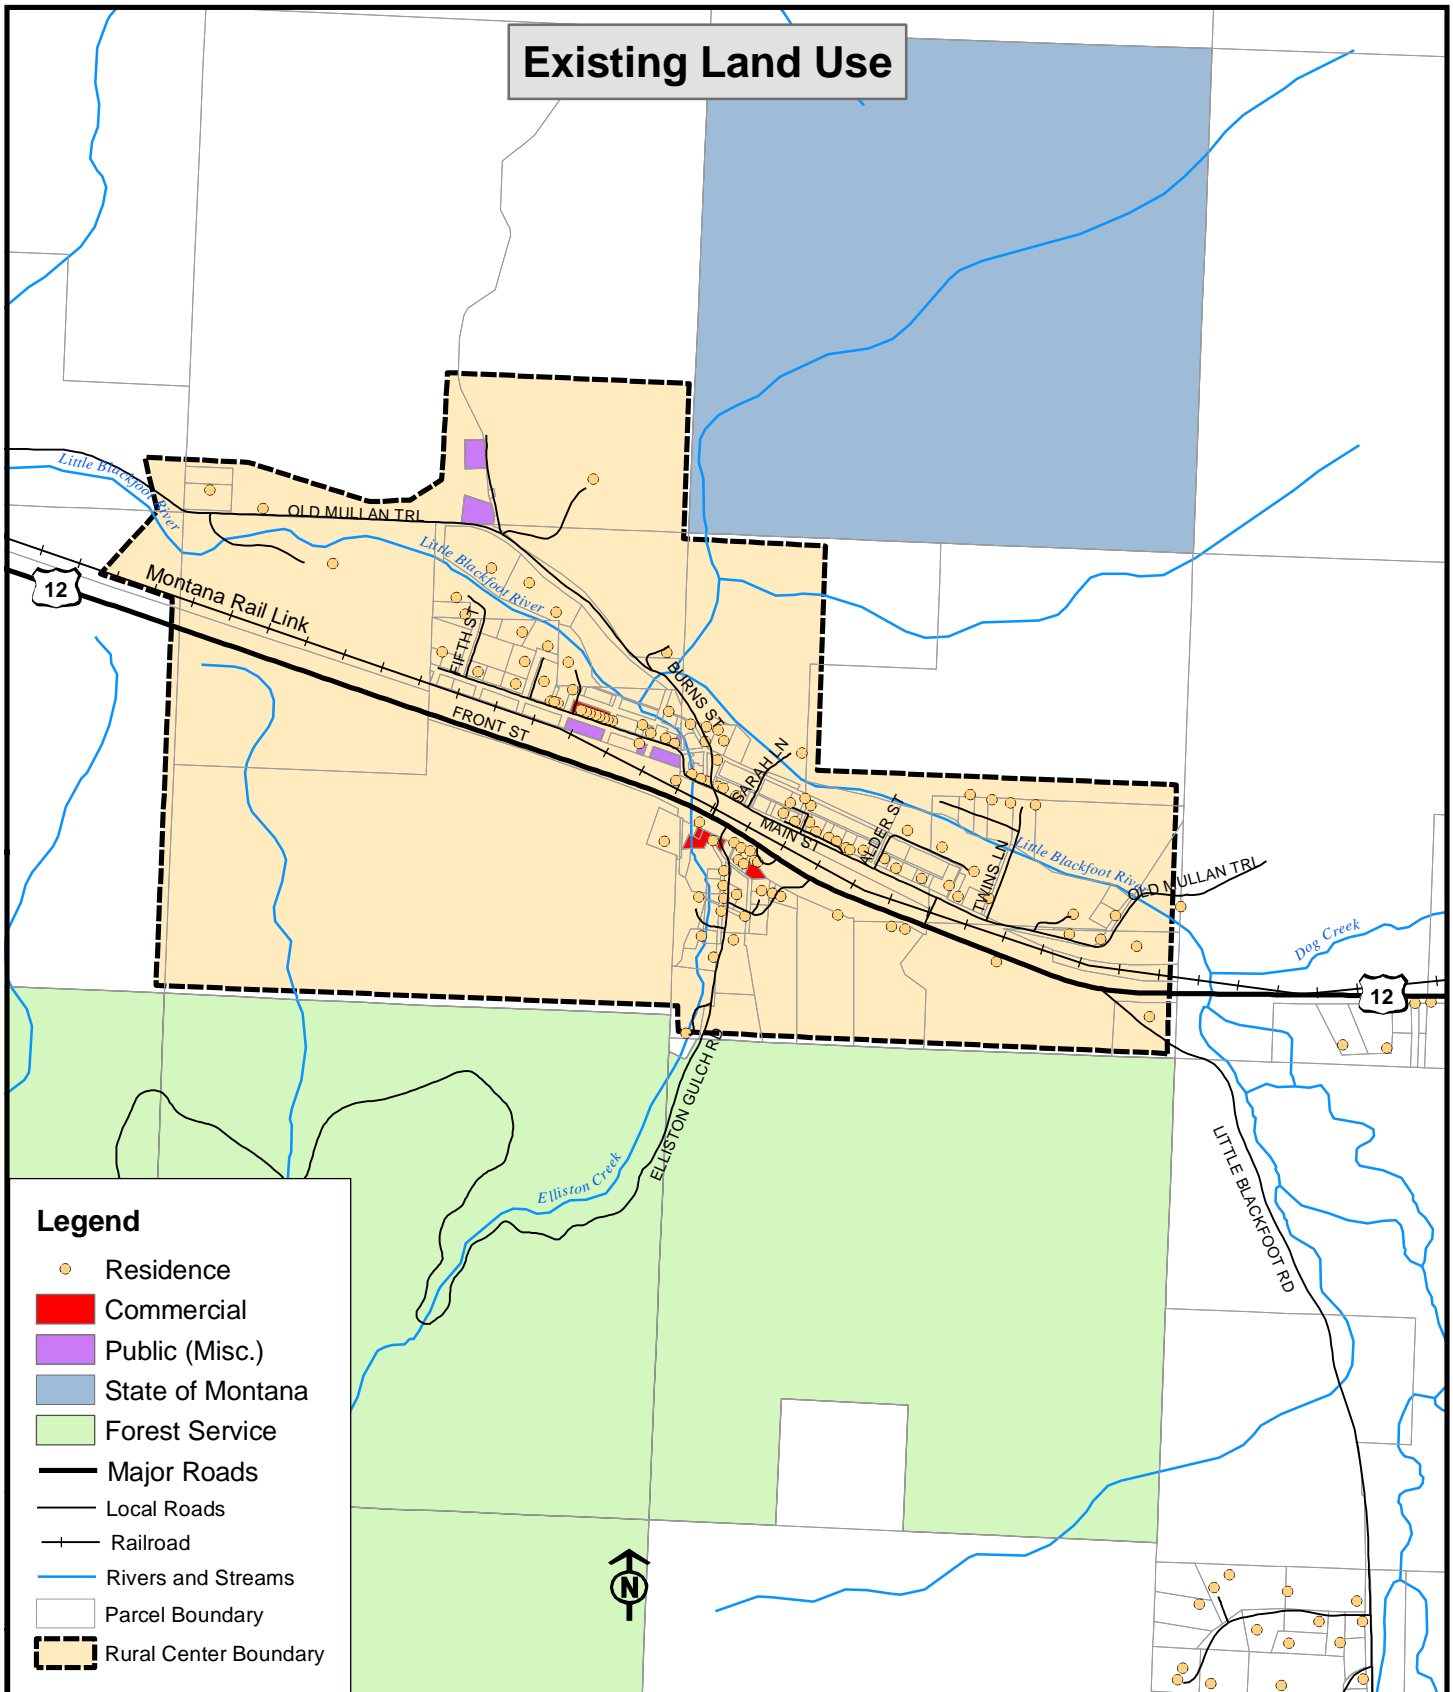 Existing Land Use
Little Blackfoot River
OLD MULLAN TRL
Little Blackfoot River
12
Montana Rail Link
FIFTH ST
BURNS ST
FRONT ST
SARAH LN
MAIN ST
ALDER ST
TWINS LN
Little Blackfoot River
OLD MULLAN TRL
Dog Creek
12
ELLISTON GULCH RD
Elliston Creek
LITTLE BLACKFOOT RD
Legend
Residence
Commercial
Public (Misc.)
State of Montana
Forest Service
Major Roads
Local Roads
Railroad
Rivers and Streams
Parcel Boundary
Rural Center Boundary
N